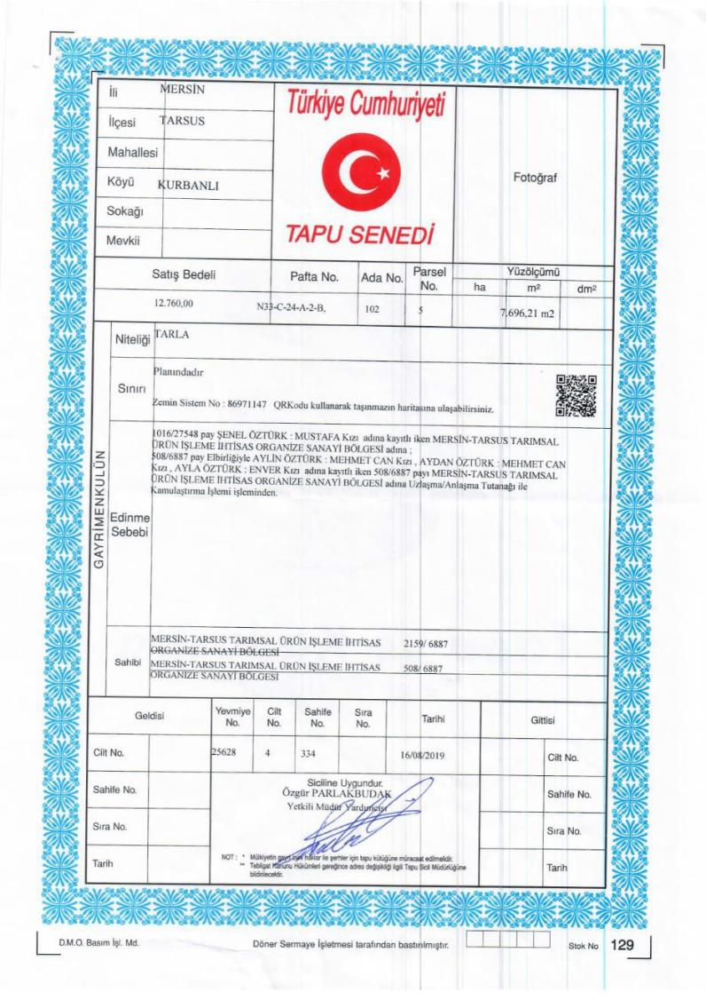 İli MERSİN
İlçesi TARSUS
Mahallesi
Köyü KURBANLI
Sokağı
Mevkii
Türkiye Cumhuriyeti
TAPU SENEDİ
Fotoğraf
Satış Bedeli Pafta No. Ada No. Parsel No. Yüzölçümü
ha m² dm²
12.760,00 N33-C-24-A-2-B, 102 5 7.696,21 m2
GAYRİMENKULÜN
Niteliği TARLA
Sınırı
Planındadır
Zemin Sistem No : 86971147 QRKodu kullanarak taşınmazın haritasına ulaşabilirsiniz.
Edinme Sebebi
1016/27548 pay ŞENEL ÖZTÜRK : MUSTAFA Kızı adına kayıtlı iken MERSİN-TARSUS TARIMSAL
ÜRÜN İŞLEME İHTİSAS ORGANİZE SANAYİ BÖLGESİ adına ;
508/6887 pay Elbirliğiyle AYLİN ÖZTÜRK : MEHMET CAN Kızı , AYDAN ÖZTÜRK : MEHMET CAN
Kızı , AYLA ÖZTÜRK : ENVER Kızı adına kayıtlı iken 508/6887 payı MERSİN-TARSUS TARIMSAL
ÜRÜN İŞLEME İHTİSAS ORGANİZE SANAYİ BÖLGESİ adına Uzlaşma/Anlaşma Tutanağı ile
Kamulaştırma İşlemi işleminden.
Sahibi
MERSİN-TARSUS TARIMSAL ÜRÜN İŞLEME İHTİSAS 2159/ 6887
ORGANİZE SANAYİ BÖLGESİ
MERSİN-TARSUS TARIMSAL ÜRÜN İŞLEME İHTİSAS 508/ 6887
ORGANİZE SANAYİ BÖLGESİ
Geldisi Yevmiye No. Cilt No. Sahife No. Sıra No. Tarihi Gittisi
Cilt No. 25628 4 334 16/08/2019 Cilt No.
Sahife No. Sahife No.
Sıra No. Sıra No.
Tarih Tarih
Siciline Uygundur.
Özgür PARLAKBUDAK
Yetkili Müdür Yardımcısı
NOT : * Mülkiyetin gayri ayni haklar ile şerhler için tapu kütüğüne müracaat edilmelidir.
** Tebligat Kanunu Hükümleri gereğince adres değişikliği ilgili Tapu Sicil Müdürlüğüne
bildirilecektir.
D.M.O. Basım İşl. Md. Döner Sermaye İşletmesi tarafından bastırılmıştır. Stok No 129